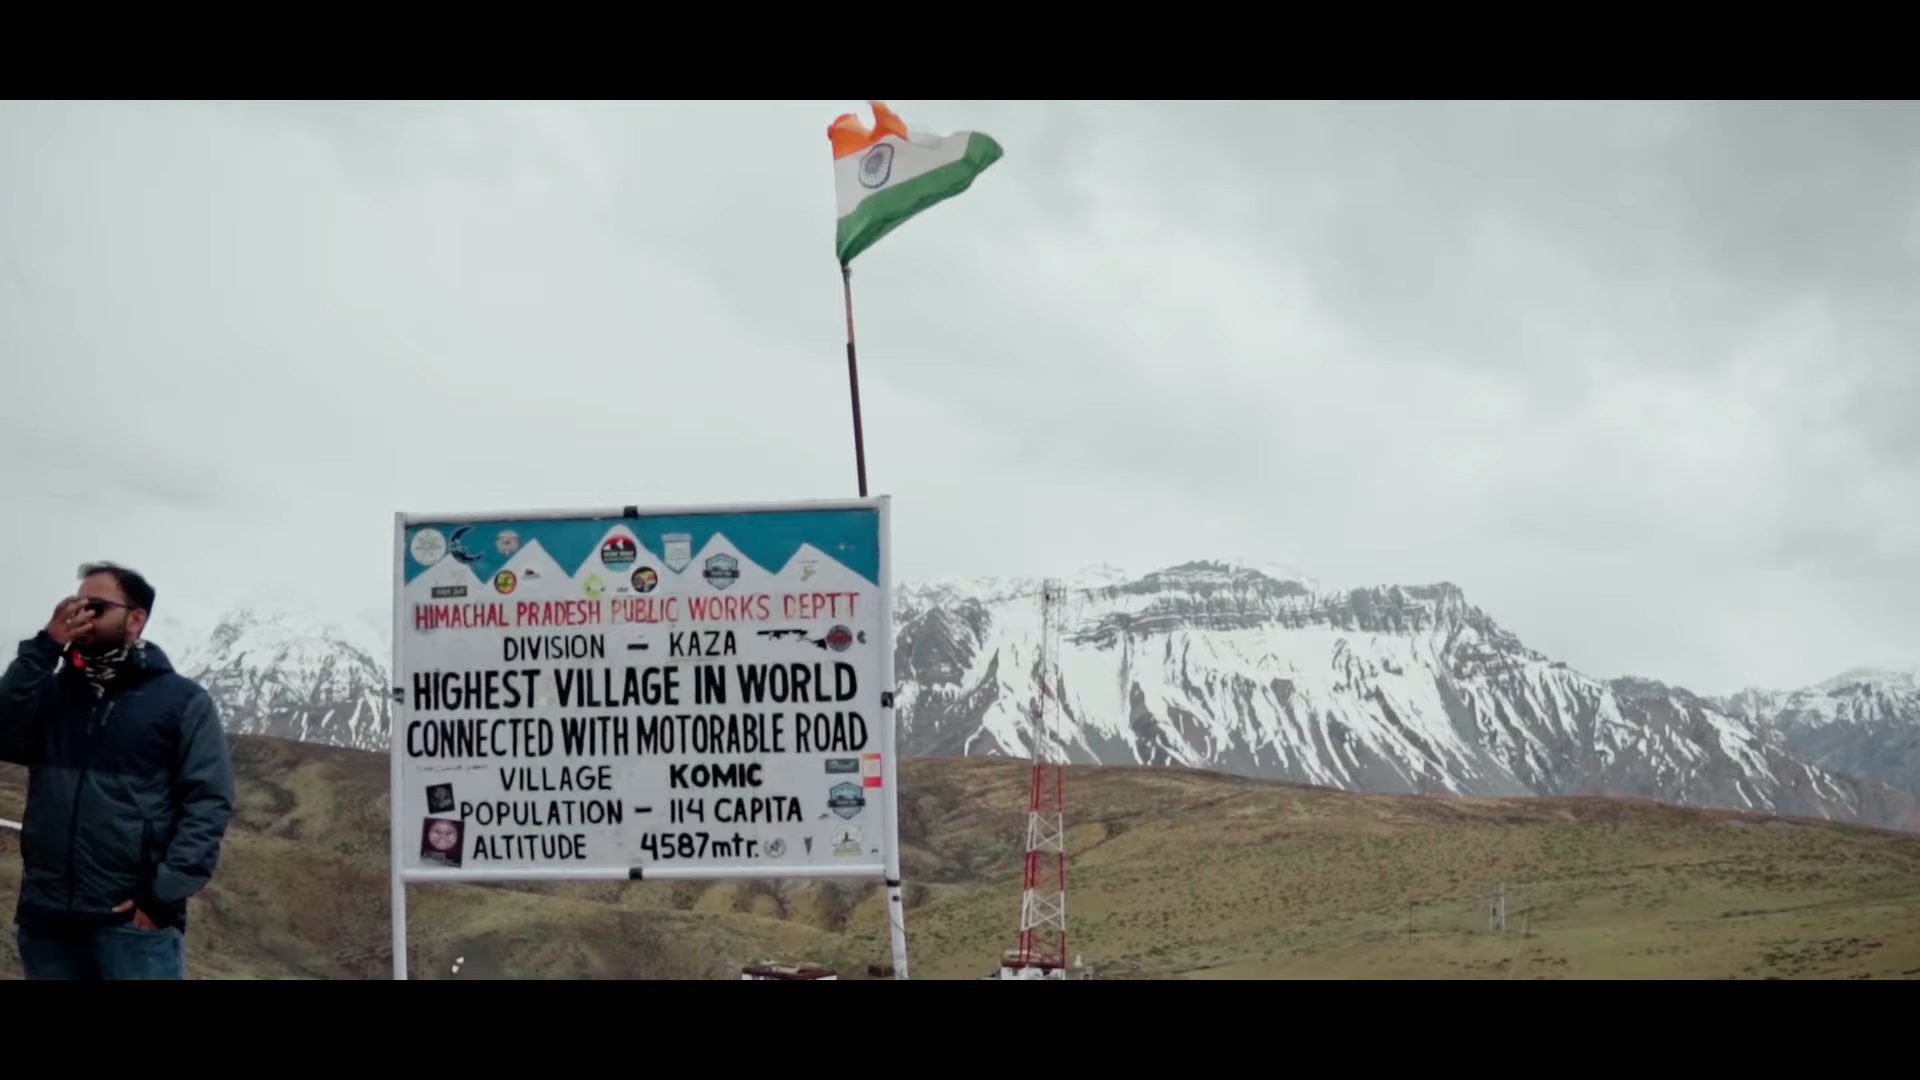 HIMACHAL PRADESH PUBLIC WORKS DEPTT
DIVISION — KAZA
HIGHEST VILLAGE IN WORLD
CONNECTED WITH MOTORABLE ROAD
VILLAGE KOMIC
POPULATION — 114 CAPITA
ALTITUDE 4587mtr.